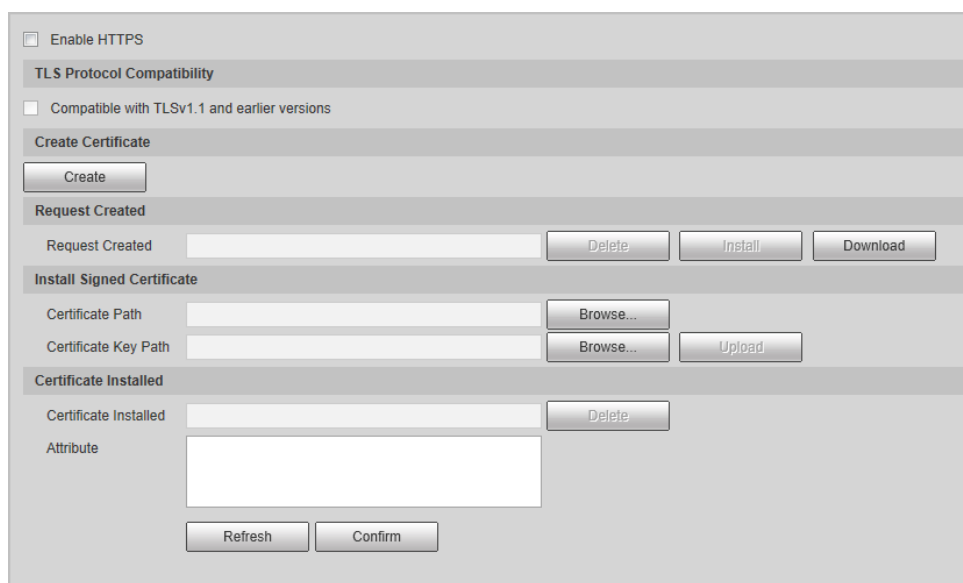 Enable HTTPS
TLS Protocol Compatibility
Compatible with TLSv1.1 and earlier versions
Create Certificate
Create
Request Created
Request Created Delete Install Download
Install Signed Certificate
Certificate Path Browse...
Certificate Key Path Browse... Upload
Certificate Installed
Certificate Installed Delete
Attribute
Refresh Confirm